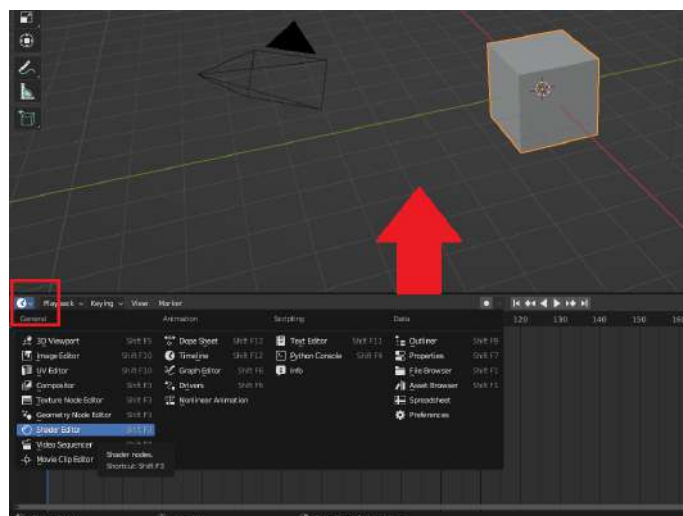 Playback Keying View Marker
General Animation Scripting Data
120 130 140 150 160
3D Viewport Shift F5 Dope Sheet Shift F12 Text Editor Shift F11 Outliner Shift F9
Image Editor Shift F10 Timeline Shift F12 Python Console Shift F4 Properties Shift F7
UV Editor Shift F10 Graph Editor Shift F6 Info File Browser Shift F1
Compositor Shift F3 Drivers Shift F6 Asset Browser Shift F1
Texture Node Editor Shift F3 Nonlinear Animation Spreadsheet
Geometry Node Editor Shift F3 Preferences
Shader Editor Shift F3
Video Sequencer
Movie Clip Editor
Shader nodes.
Shortcut: Shift F3